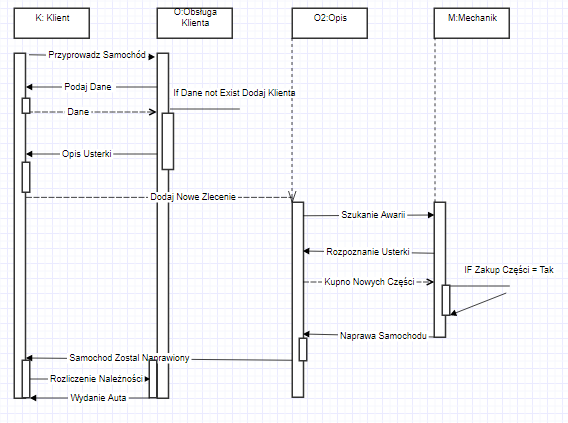 K: Klient
O:Obsługa
Klienta
O2:Opis
M:Mechanik
Przyprowadz Samochód
Podaj Dane
If Dane not Exist Dodaj Klienta
Dane
Opis Usterki
Dodaj Nowe Zlecenie
Szukanie Awarii
Rozpoznanie Usterki
IF Zakup Części = Tak
Kupno Nowych Części
Naprawa Samochodu
Samochod Zostal Naprawiony
Rozliczenie Należności
Wydanie Auta